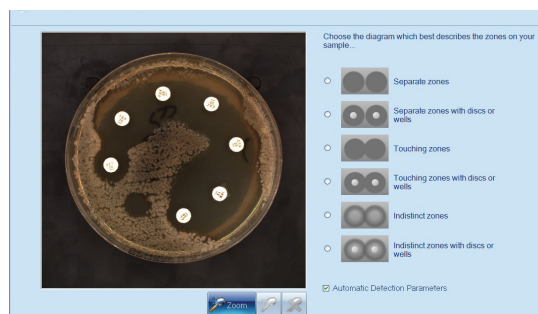 Choose the diagram which best describes the zones on your
sample...
Separate zones
Separate zones with discs or
wells
Touching zones
Touching zones with discs or
wells
Indistinct zones
Indistinct zones with discs or
wells
Automatic Detection Parameters
Zoom